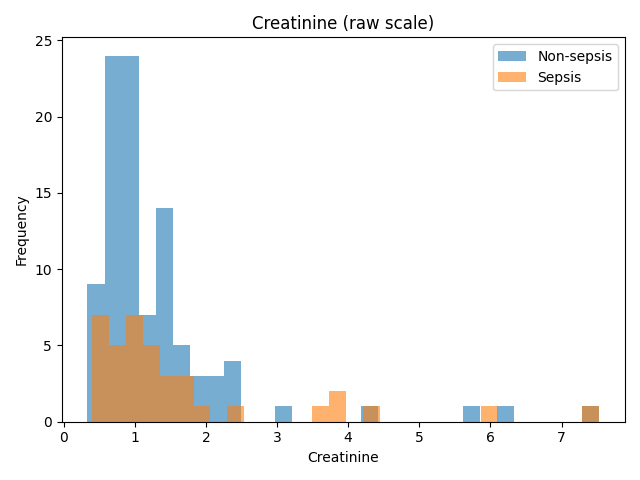 Creatinine (raw scale)
Non-sepsis
Sepsis
Frequency
25
20
15
10
5
0
0 1 2 3 4 5 6 7
Creatinine